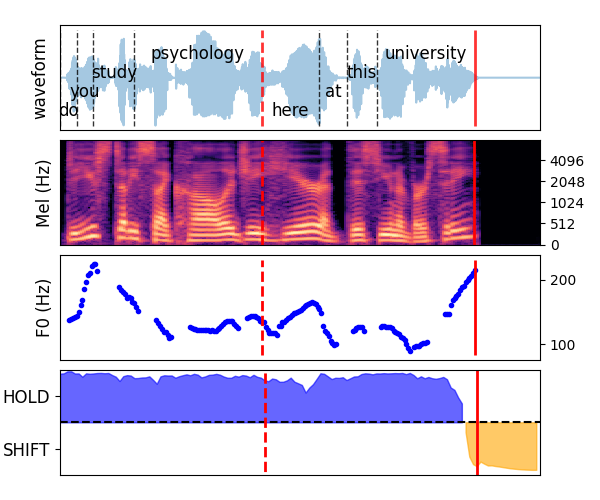 waveform
psychology
university
study
this
you
at
do
here
Mel (Hz)
4096
2048
1024
512
0
F0 (Hz)
200
100
HOLD
SHIFT